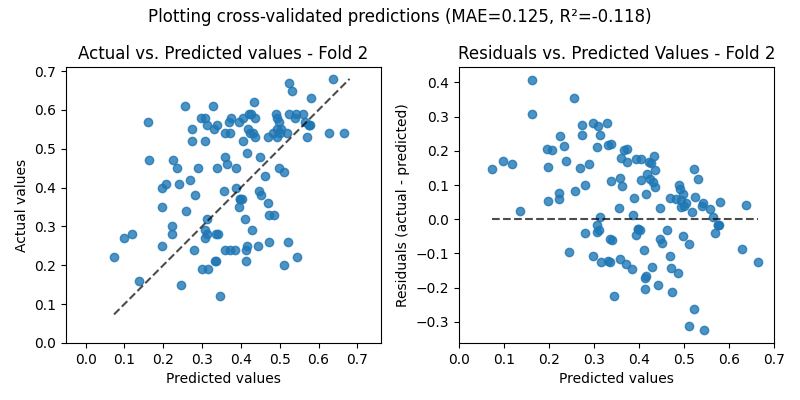 Plotting cross-validated predictions (MAE=0.125, R²=-0.118)
Actual vs. Predicted values - Fold 2
Residuals vs. Predicted Values - Fold 2
Actual values
0.7
0.6
0.5
0.4
0.3
0.2
0.1
0.0
0.0 0.1 0.2 0.3 0.4 0.5 0.6 0.7
Predicted values
Residuals (actual - predicted)
0.4
0.3
0.2
0.1
0.0
−0.1
−0.2
−0.3
0.0 0.1 0.2 0.3 0.4 0.5 0.6 0.7
Predicted values